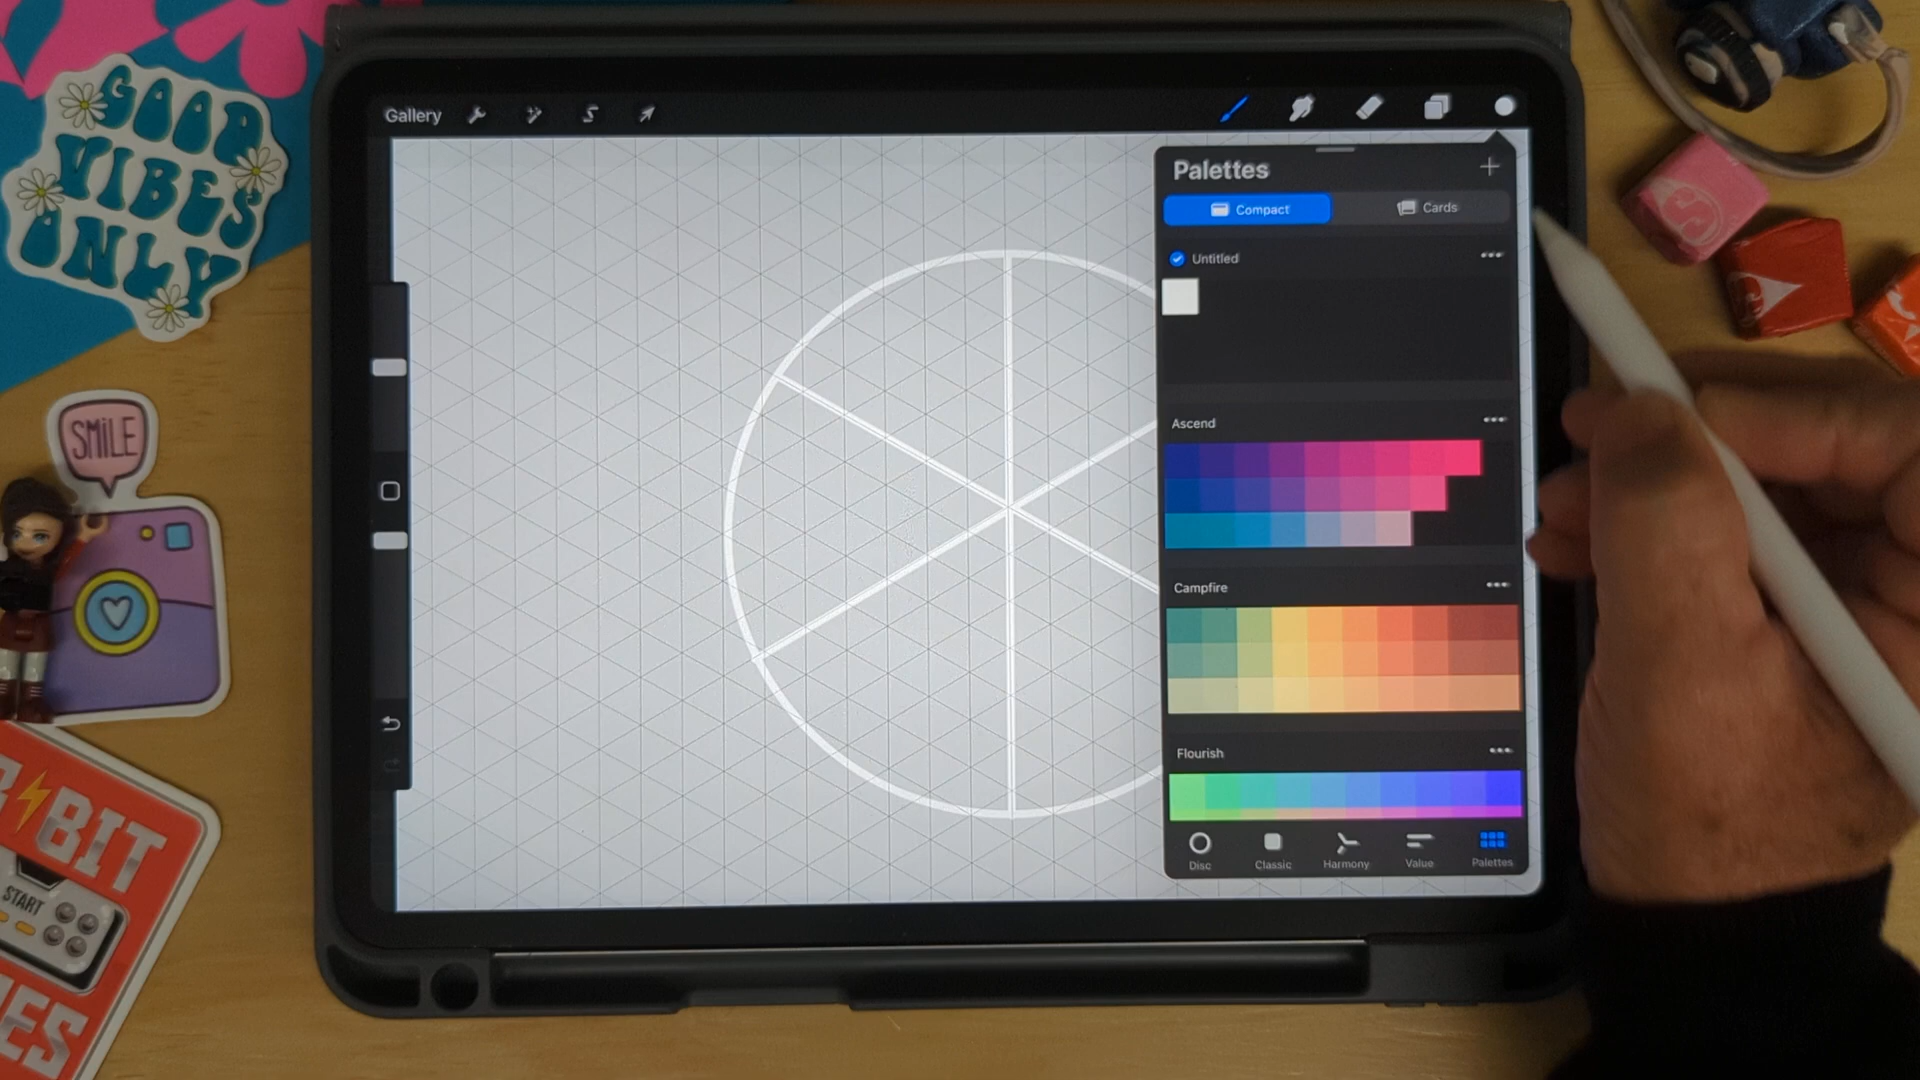 GOOD
VIBES
ONLY
SMILE
BIT
START
ES
Gallery
Palettes
Compact
Cards
Untitled
Ascend
Campfire
Flourish
Disc
Classic
Harmony
Value
Palettes